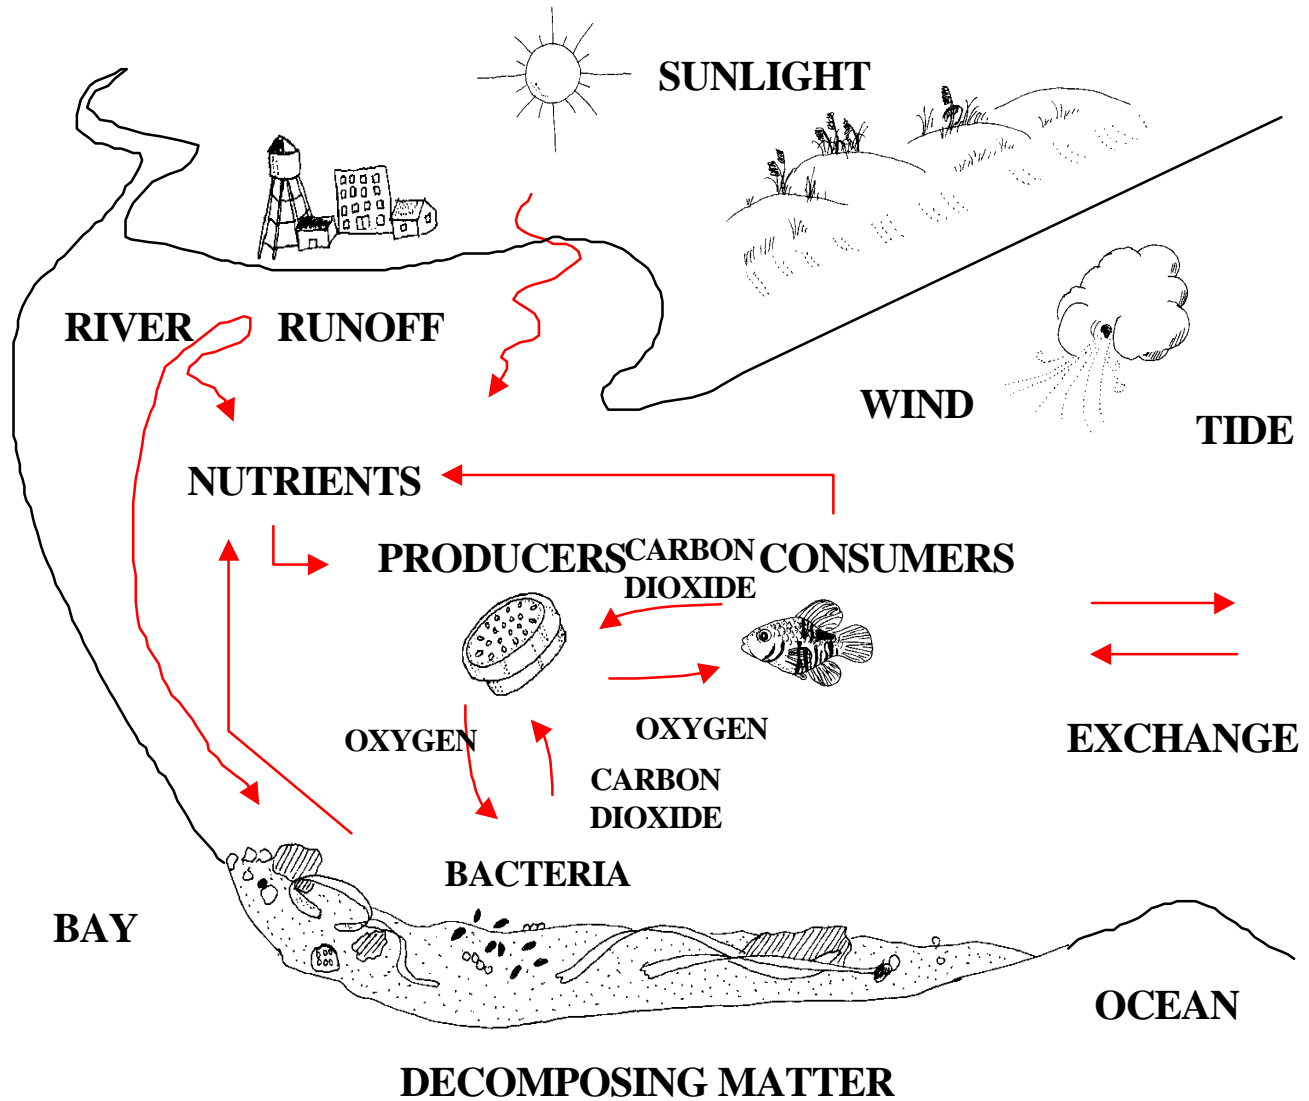 SUNLIGHT
RIVER
RUNOFF
WIND
TIDE
NUTRIENTS
PRODUCERS
CARBON
DIOXIDE
CONSUMERS
OXYGEN
OXYGEN
EXCHANGE
CARBON
DIOXIDE
BACTERIA
BAY
OCEAN
DECOMPOSING MATTER